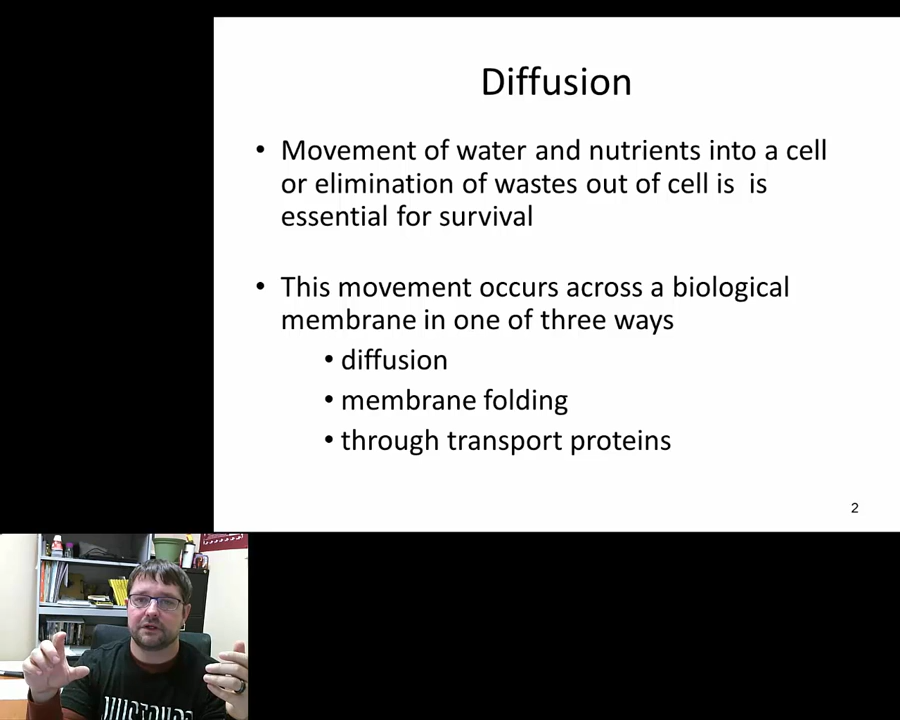 Diffusion
• Movement of water and nutrients into a cell
or elimination of wastes out of cell is  is
essential for survival
• This movement occurs across a biological
membrane in one of three ways
• diffusion
• membrane folding
• through transport proteins
2